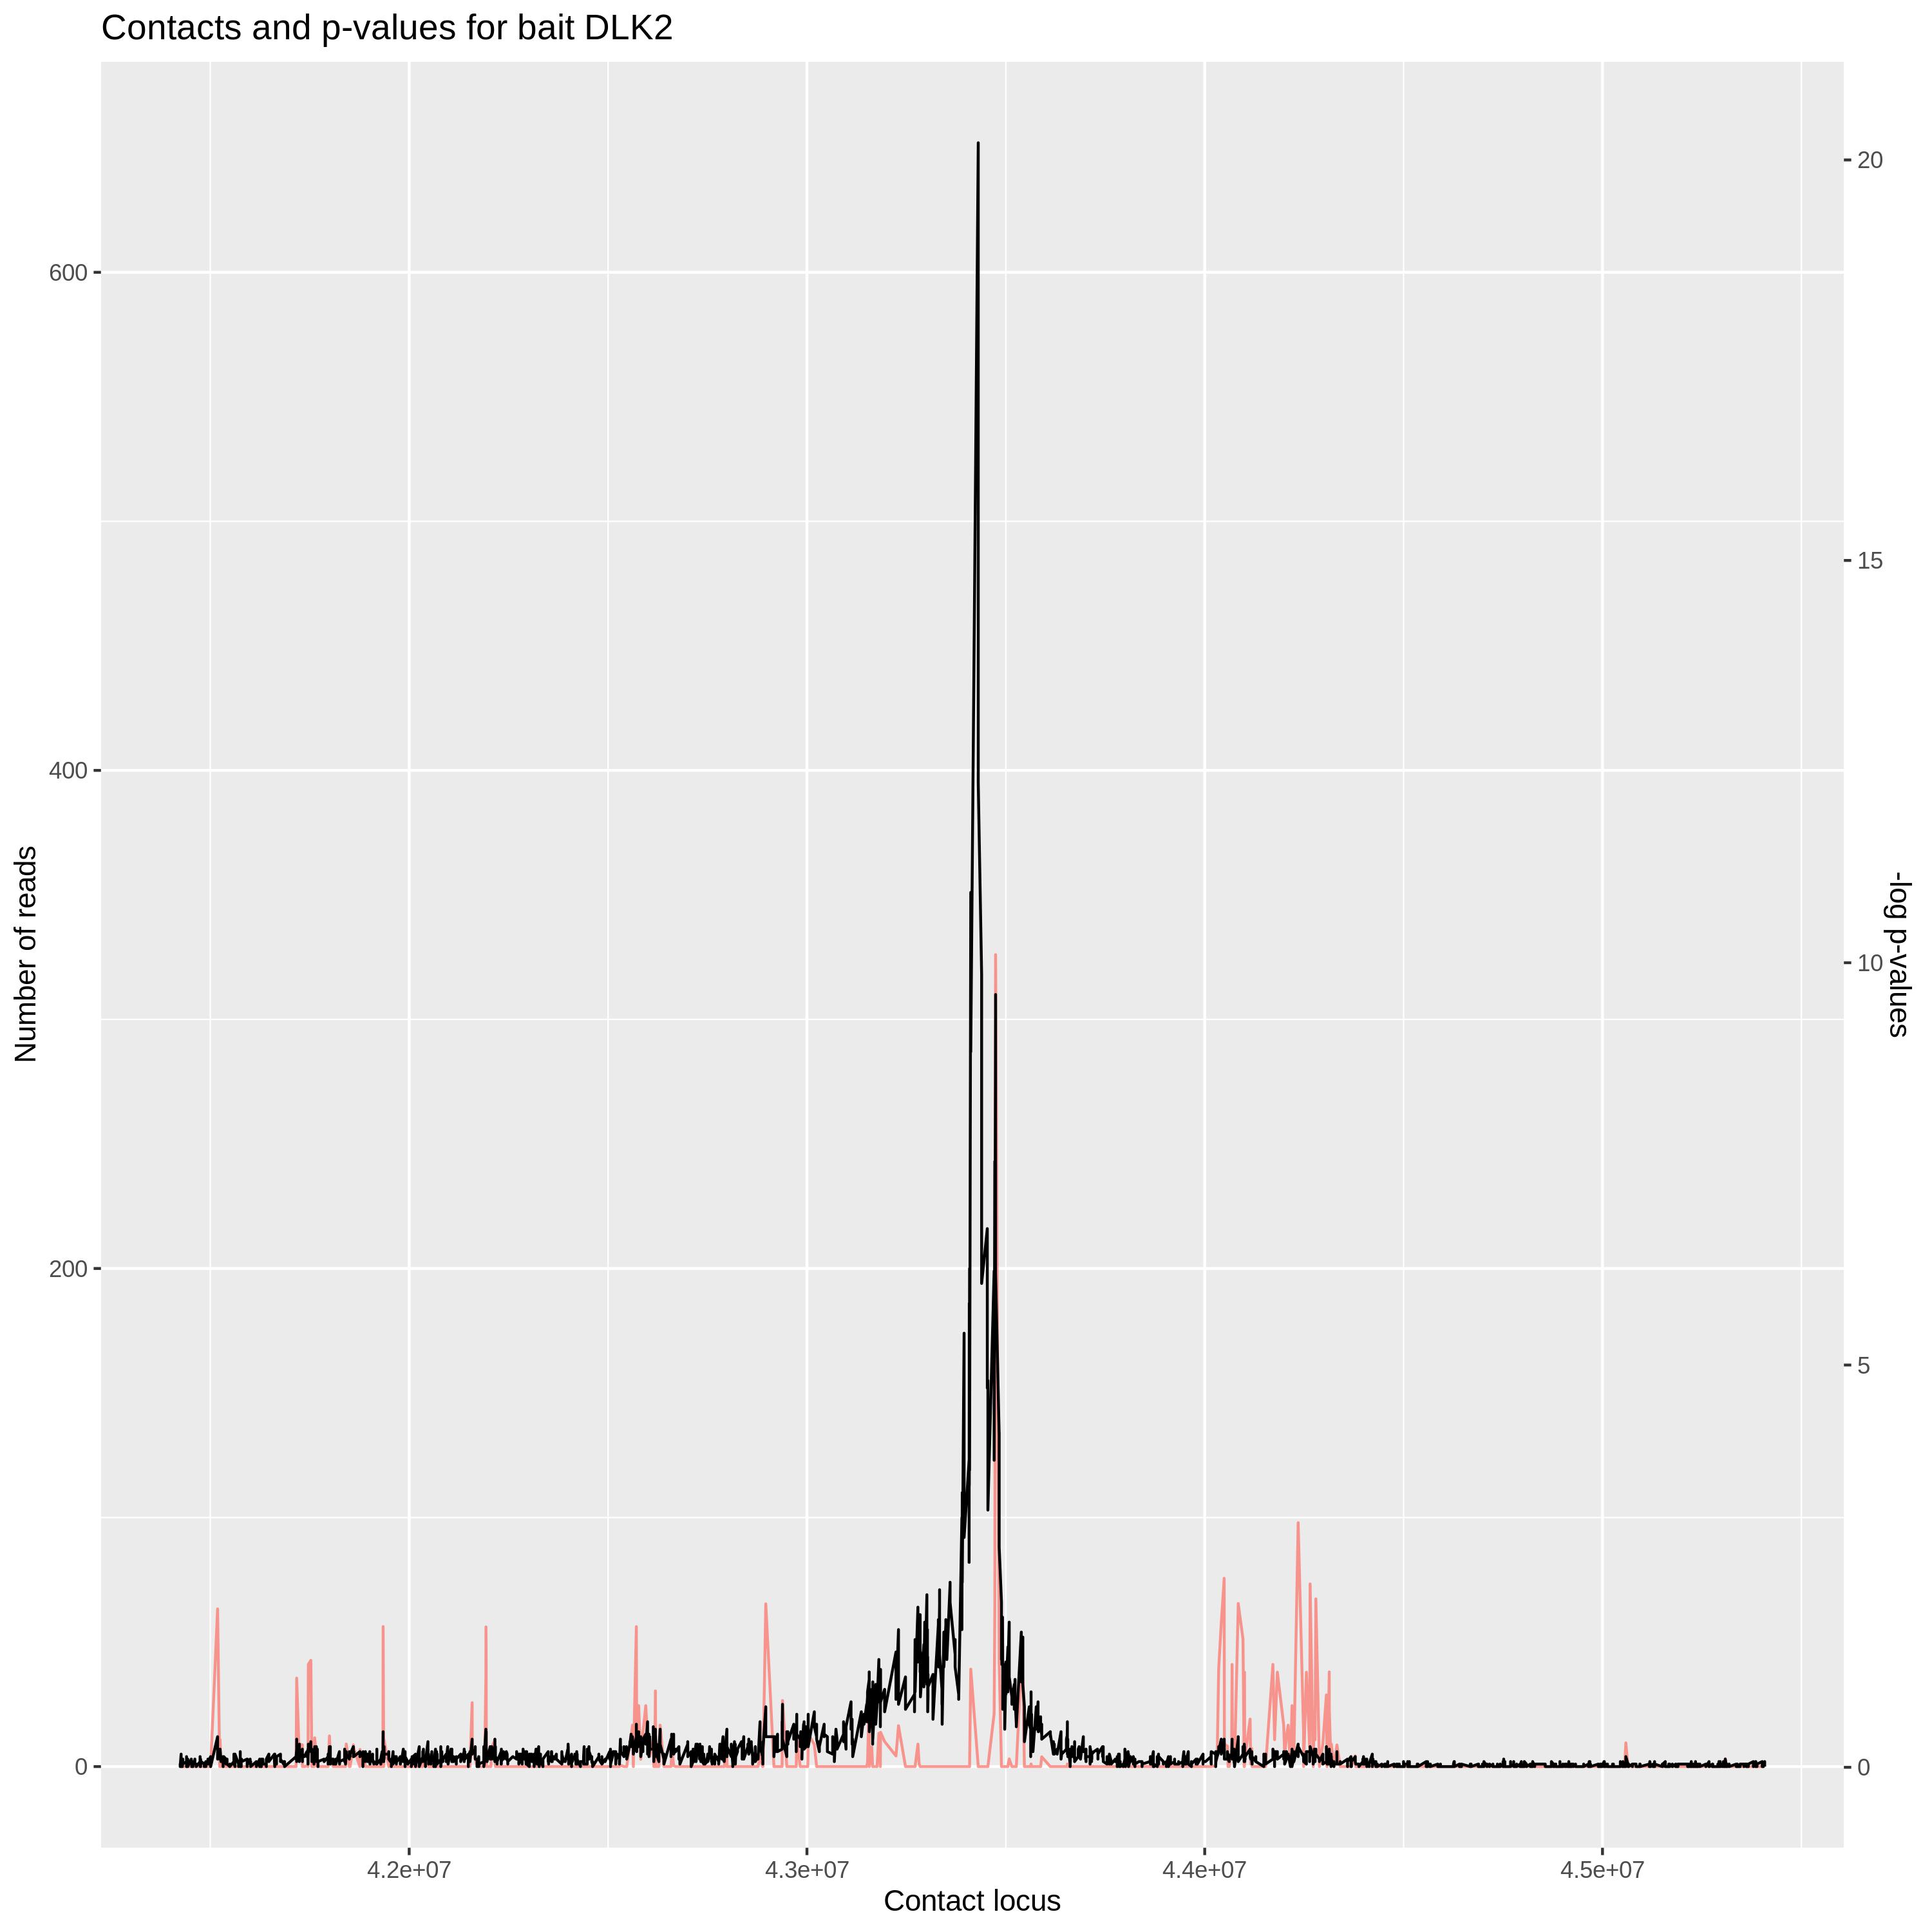 Contacts and p-values for bait DLK2
600
400
200
0
Number of reads
20
15
10
5
0
-log p-values
4.2e+07
4.3e+07
4.4e+07
4.5e+07
Contact locus